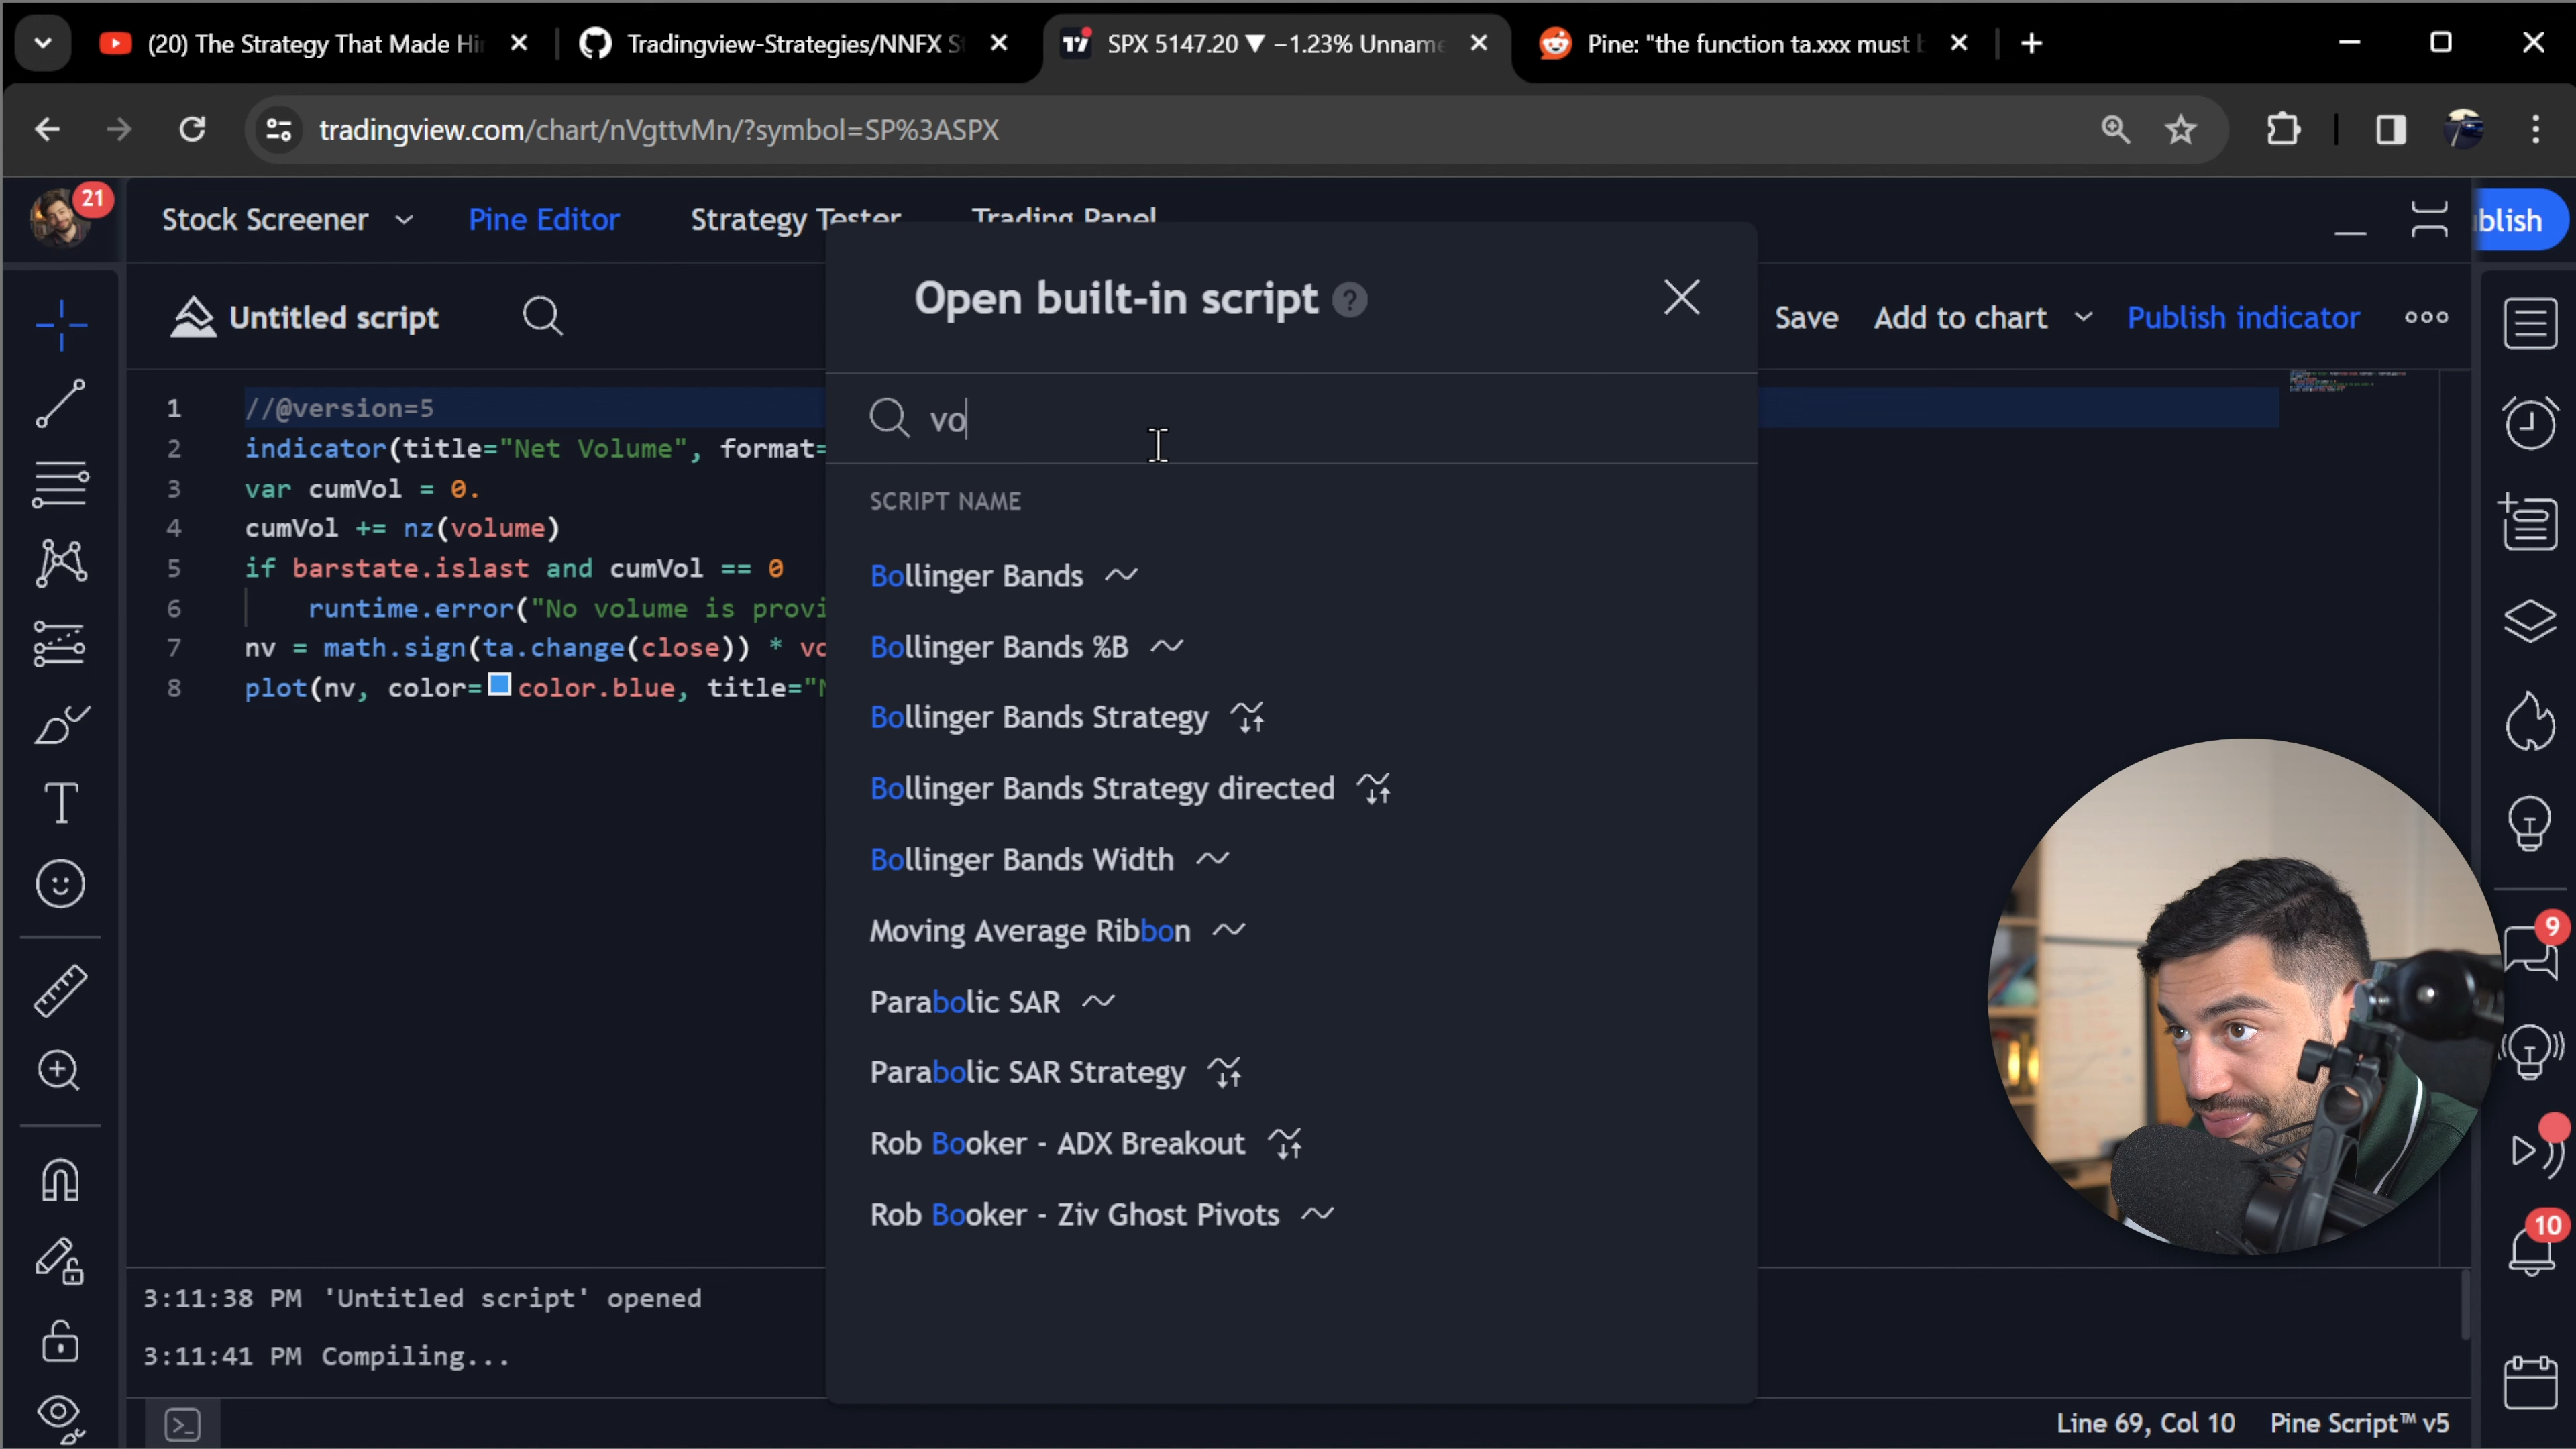 (20) The Strategy That Made Hi
Tradingview-Strategies/NNFX S
SPX 5147.20 ▼ −1.23% Unname
Pine: "the function ta.xxx must
tradingview.com/chart/nVgttvMn/?symbol=SP%3ASPX
21
Stock Screener
Pine Editor
Strategy Tester
Trading Panel
blish
Untitled script
Save
Add to chart
Publish indicator
Open built-in script ?
vo
SCRIPT NAME
Bollinger Bands
Bollinger Bands %B
Bollinger Bands Strategy
Bollinger Bands Strategy directed
Bollinger Bands Width
Moving Average Ribbon
Parabolic SAR
Parabolic SAR Strategy
Rob Booker - ADX Breakout
Rob Booker - Ziv Ghost Pivots
1 //@version=5
2 indicator(title="Net Volume", format=
3 var cumVol = 0.
4 cumVol += nz(volume)
5 if barstate.islast and cumVol == 0
6 runtime.error("No volume is provi
7 nv = math.sign(ta.change(close)) * vo
8 plot(nv, color=color.blue, title="N
9
10
3:11:38 PM 'Untitled script' opened
3:11:41 PM Compiling...
Line 69, Col 10
Pine Script™ v5